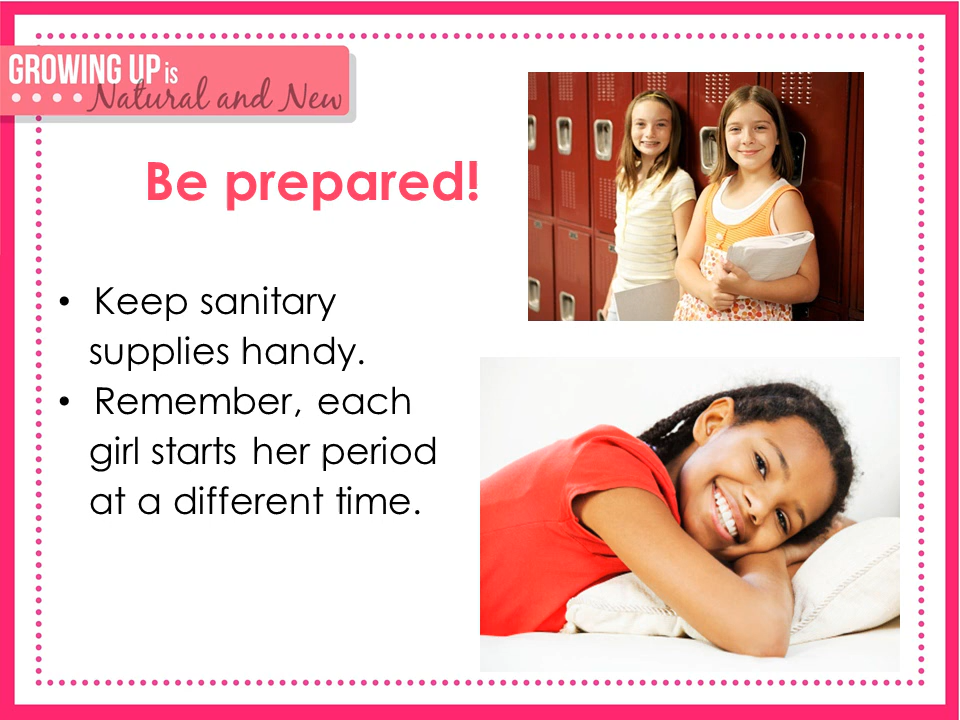 GROWING UP is
Natural and New
Be prepared!
• Keep sanitary
supplies handy.
• Remember, each
girl starts her period
at a different time.